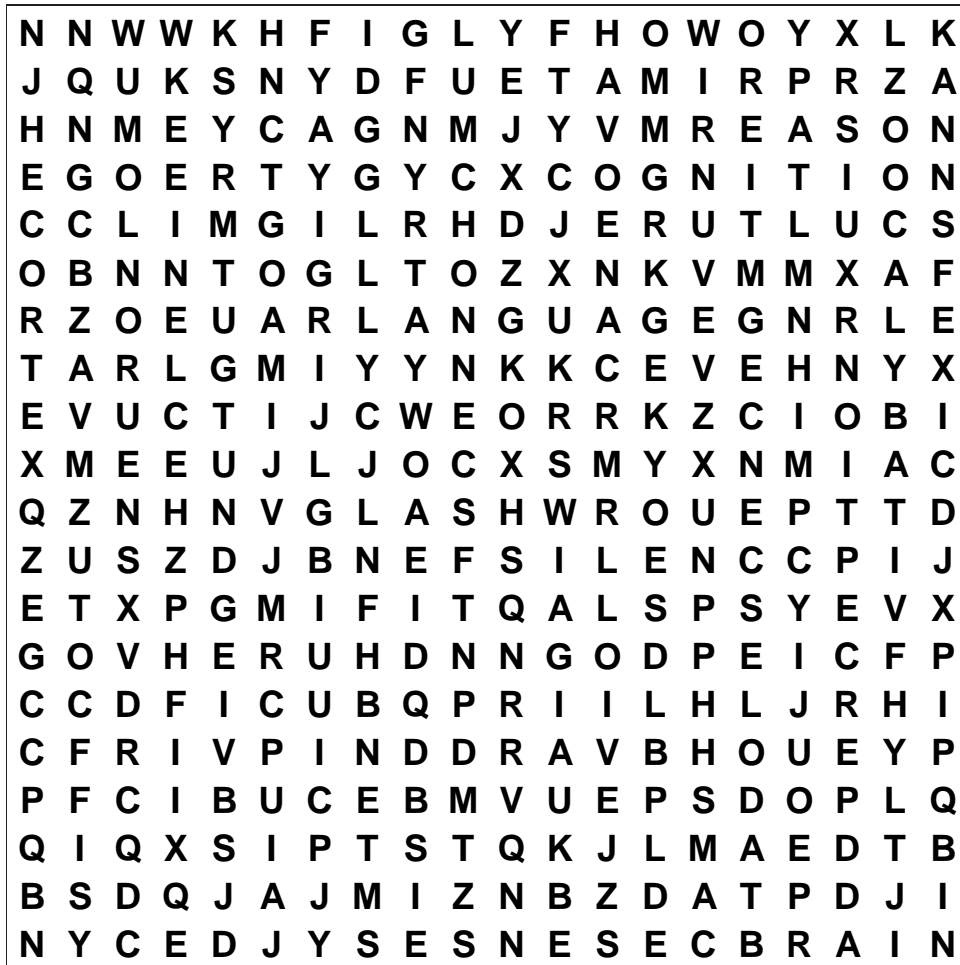 N N W W K H F I G L Y F H O W O Y X L K
J Q U K S N Y D F U E T A M I R P R Z A
H N M E Y C A G N M J Y V M R E A S O N
E G O E R T Y G Y C X C O G N I T I O N
C C L I M G I L R H D J E R U T L U C S
O B N N T O G L T O Z X N K V M M X A F
R Z O E U A R L A N G U A G E G N R L E
T A R L G M I Y Y N K K C E V E H N Y X
E V U C T I J C W E O R R K Z C I O B I
X M E E U J L J O C X S M Y X N M I A C
Q Z N H N V G L A S H W R O U E P T T D
Z U S Z D J B N E F S I L E N C C P I J
E T X P G M I F I T Q A L S P S Y E V X
G O V H E R U H D N N G O D P E I C F P
C C D F I C U B Q P R I I L H L J R H I
C F R I V P I N D D R A V B H O U E Y P
P F C I B U C E B M V U E P S D O P L Q
Q I Q X S I P T S T Q K J L M A E D T B
B S D Q J A J M I Z N B Z D A T P D J I
N Y C E D J Y S E S N E S E C B R A I N